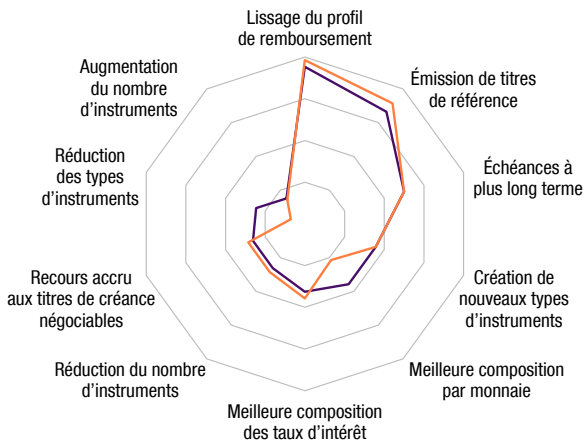 Lissage du profil
de remboursement
Émission de titres
de référence
Échéances à
plus long terme
Création de
nouveaux types
d'instruments
Meilleure composition
par monnaie
Meilleure composition
des taux d'intérêt
Réduction du nombre
d'instruments
Recours accru
aux titres de créance
négociables
Réduction
des types
d'instruments
Augmentation
du nombre
d'instruments